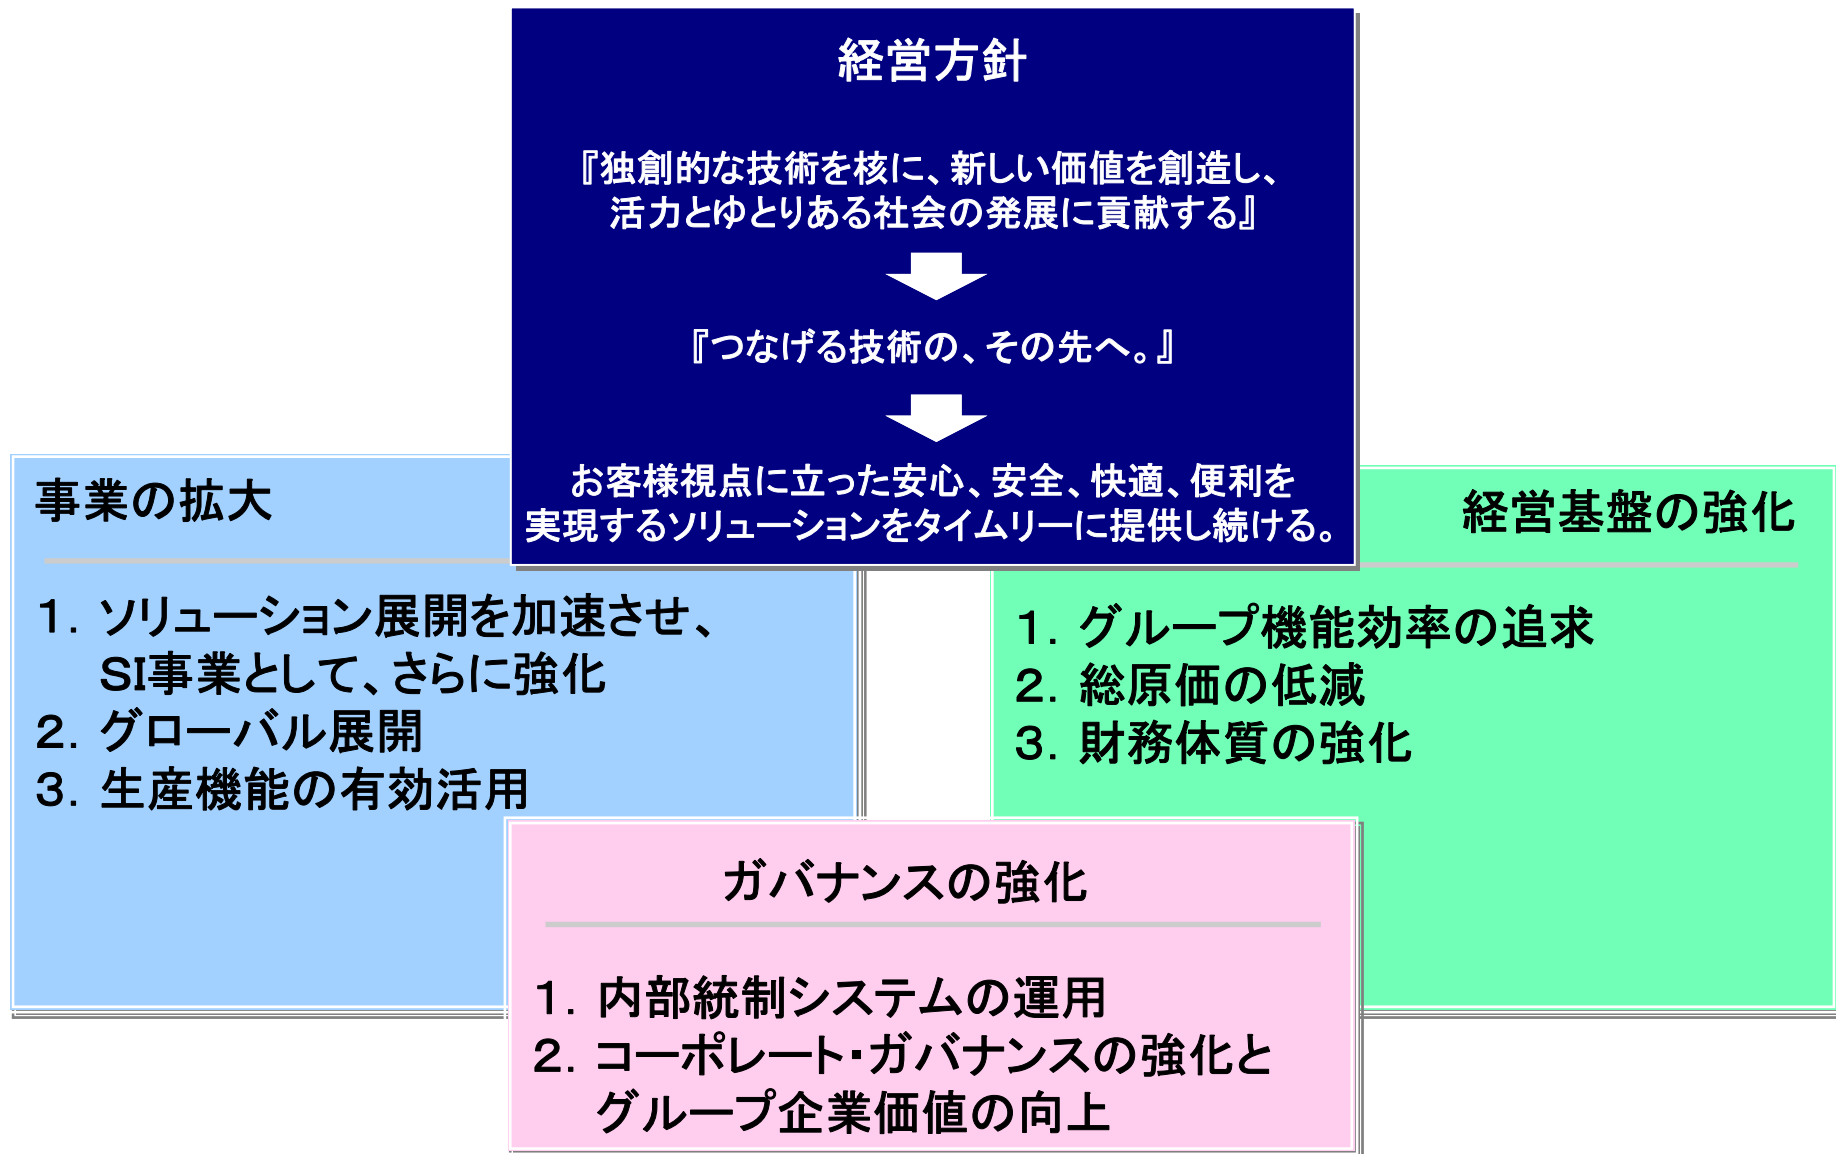 経営方針
『独創的な技術を核に、新しい価値を創造し、
活力とゆとりある社会の発展に貢献する』
『つなげる技術の、その先へ。』
お客様視点に立った安心、安全、快適、便利を
実現するソリューションをタイムリーに提供し続ける。
事業の拡大
１．ソリューション展開を加速させ、
SI事業として、さらに強化
２．グローバル展開
３．生産機能の有効活用
経営基盤の強化
１．グループ機能効率の追求
２．総原価の低減
３．財務体質の強化
ガバナンスの強化
１．内部統制システムの運用
２．コーポレート・ガバナンスの強化と
グループ企業価値の向上